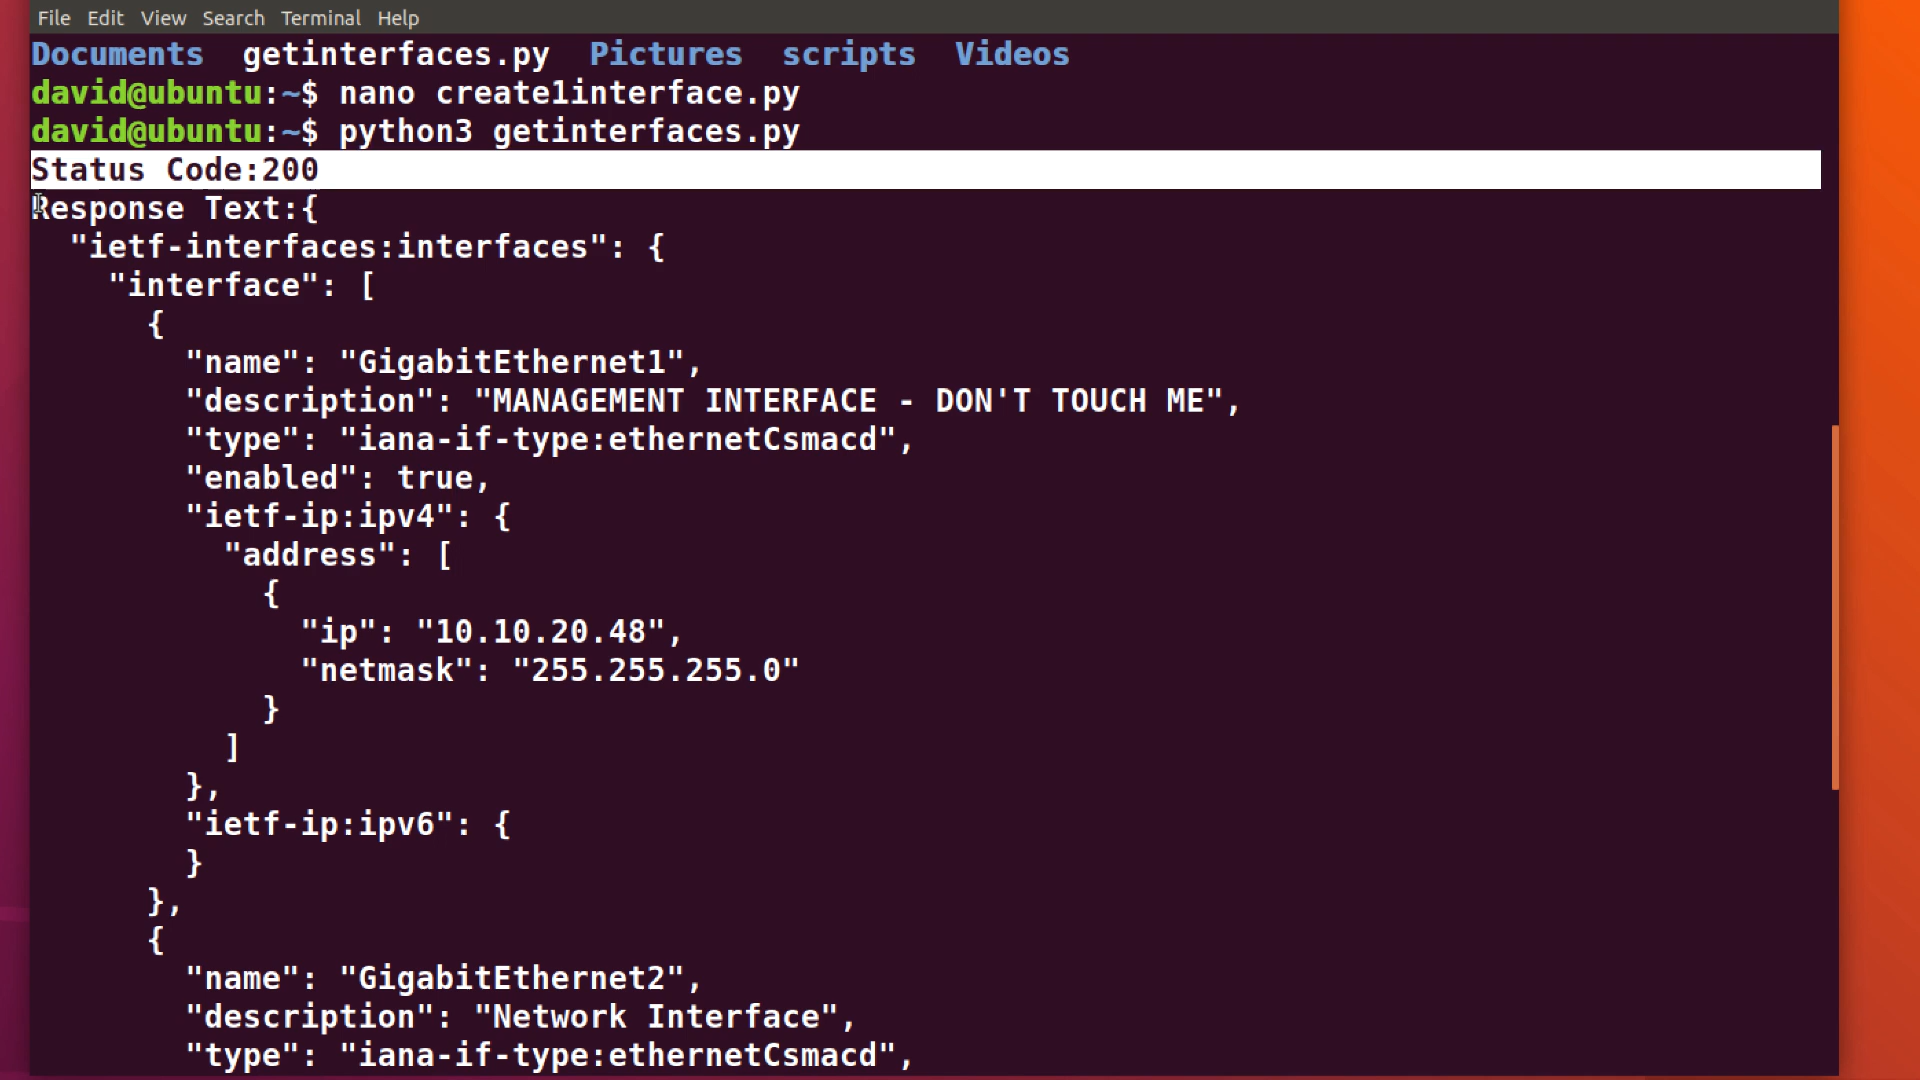 File Edit View Search Terminal Help
Documents  getinterfaces.py  Pictures  scripts  Videos
david@ubuntu:~$ nano create1interface.py
david@ubuntu:~$ python3 getinterfaces.py
Status Code:200
Response Text:{
  "ietf-interfaces:interfaces": {
    "interface": [
      {
        "name": "GigabitEthernet1",
        "description": "MANAGEMENT INTERFACE - DON'T TOUCH ME",
        "type": "iana-if-type:ethernetCsmacd",
        "enabled": true,
        "ietf-ip:ipv4": {
          "address": [
            {
              "ip": "10.10.20.48",
              "netmask": "255.255.255.0"
            }
          ]
        },
        "ietf-ip:ipv6": {
        }
      },
      {
        "name": "GigabitEthernet2",
        "description": "Network Interface",
        "type": "iana-if-type:ethernetCsmacd",